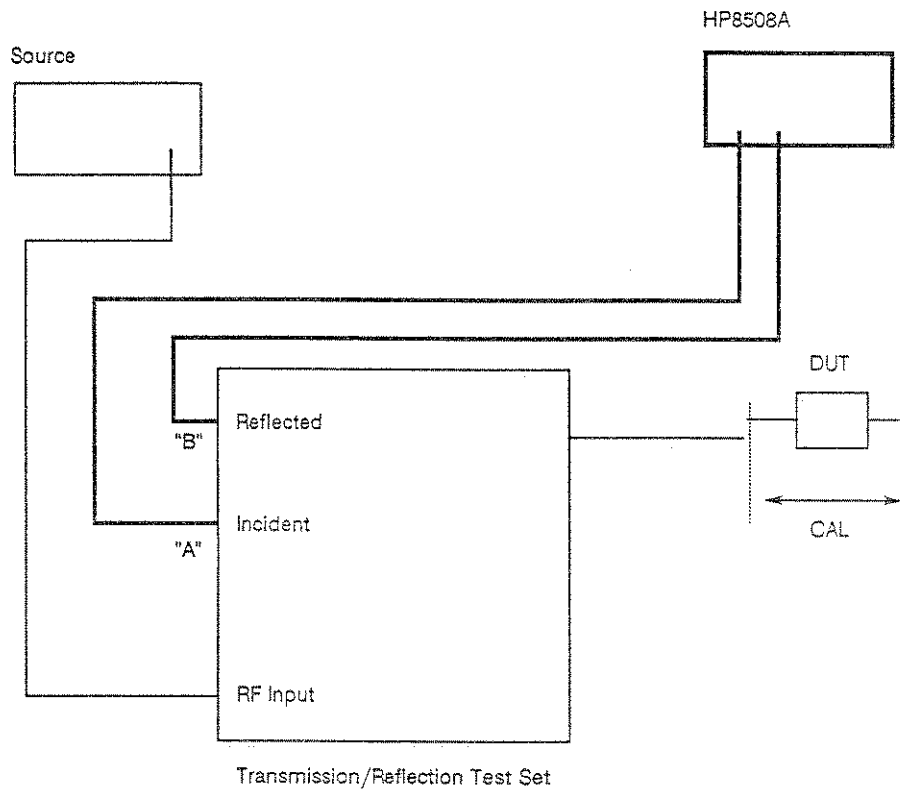 HP8508A
Source
DUT
Reflected
"B"
Incident
"A"
CAL
RF Input
Transmission/Reflection Test Set